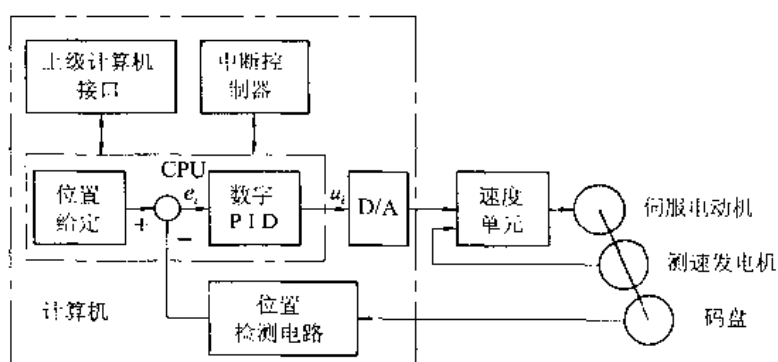 上级计算机
接口
中断控
制器
CPU
位置
给定
+
−
e_i
数字
PID
u_i
D/A
速度
单元
伺服电动机
测速发电机
码盘
计算机
位置
检测电路